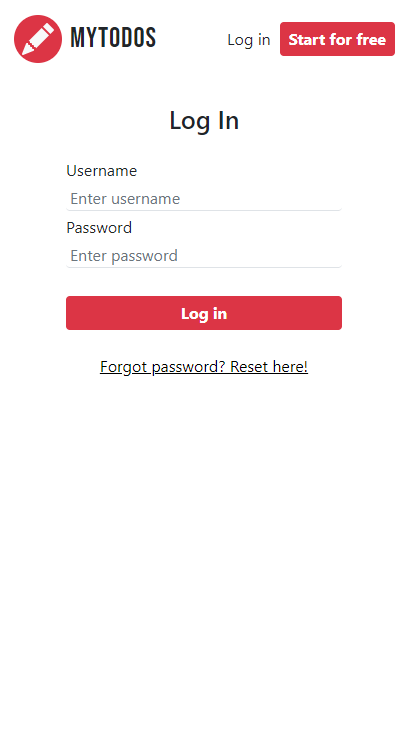 MYTODOS
Log in
Start for free
Log In
Username
Enter username
Password
Enter password
Log in
Forgot password? Reset here!